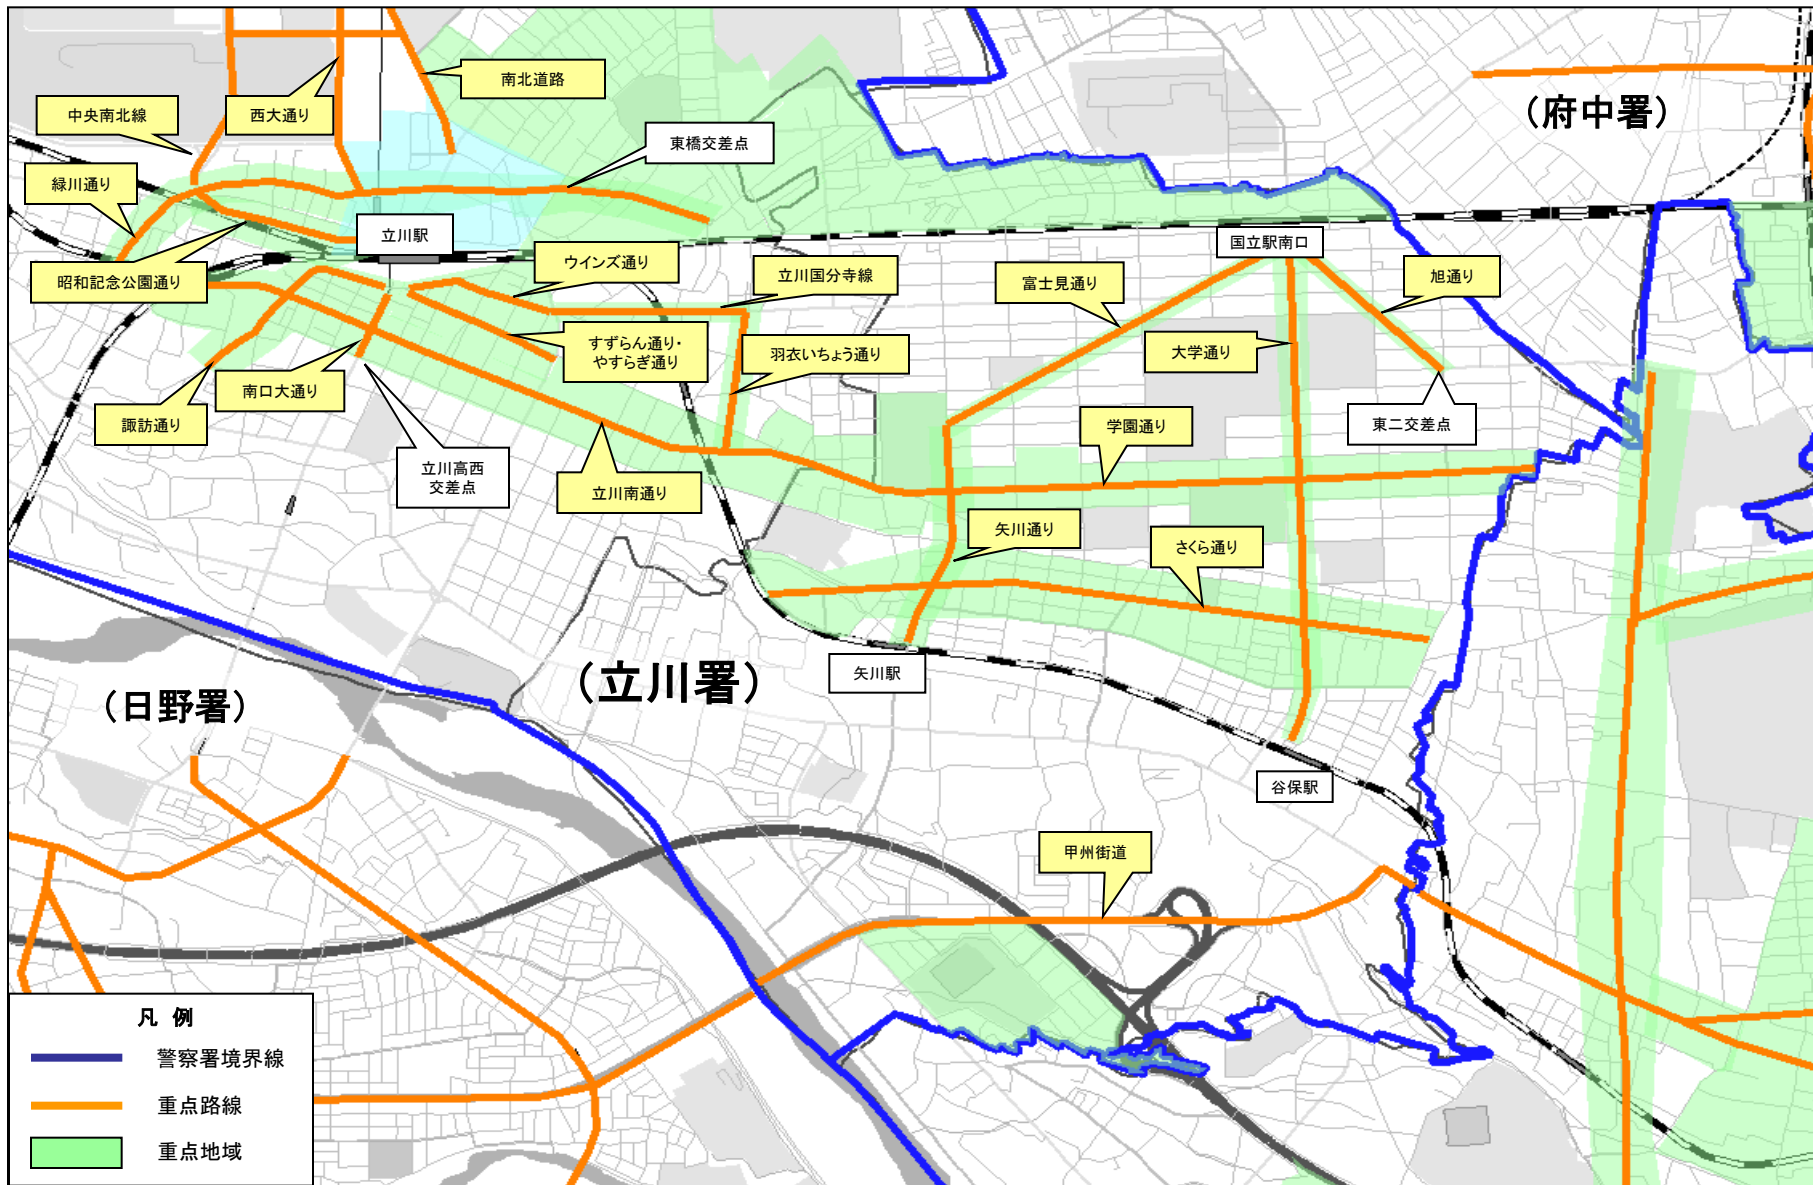 南北道路
(府中署)
中央南北線
西大通り
東橋交差点
緑川通り
立川駅
国立駅南口
昭和記念公園通り
ウインズ通り
立川国分寺線
富士見通り
旭通り
すずらん通り・
やすらぎ通り
羽衣いちょう通り
大学通り
南口大通り
諏訪通り
東二交差点
学園通り
立川高西
交差点
立川南通り
矢川通り
さくら通り
(立川署)
矢川駅
(日野署)
谷保駅
甲州街道
凡 例
警察署境界線
重点路線
重点地域